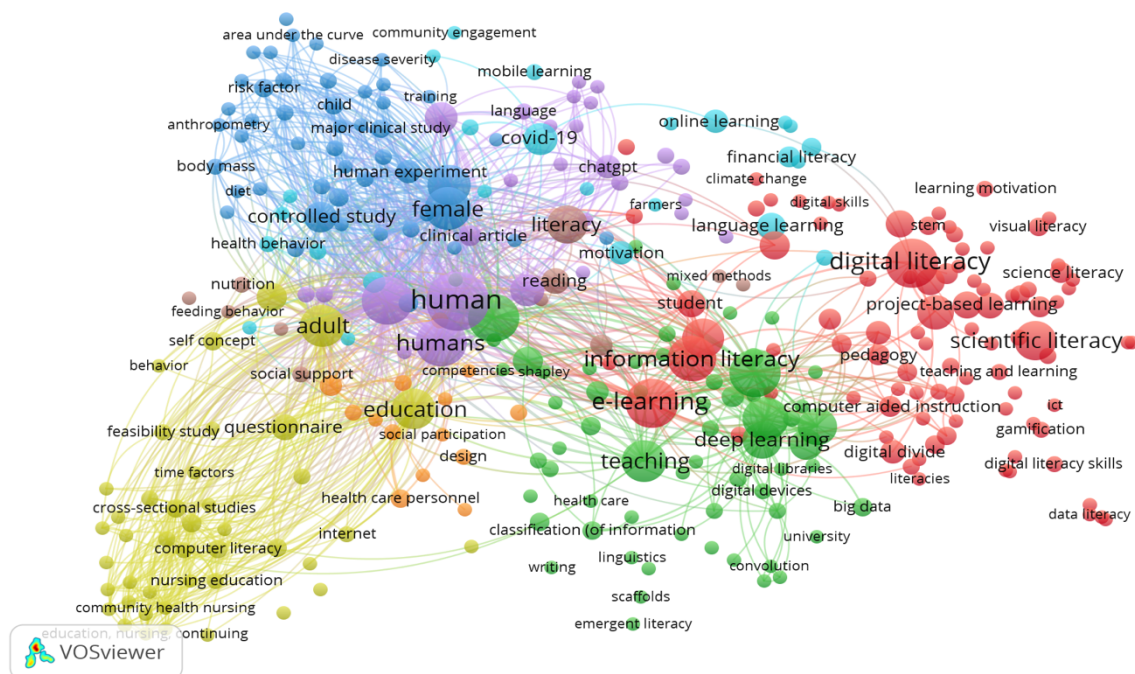 area under the curve
community engagement
disease severity
mobile learning
risk factor
training
child
language
anthropometry
major clinical study
covid-19
online learning
body mass
human experiment
chatgpt
financial literacy
climate change
diet
female
farmers
digital skills
learning motivation
controlled study
literacy
language learning
stem
visual literacy
health behavior
clinical article
motivation
digital literacy
nutrition
reading
mixed methods
science literacy
feeding behavior
human
student
project-based learning
adult
self concept
humans
information literacy
scientific literacy
behavior
social support
competencies
shapley
pedagogy
teaching and learning
education
e-learning
computer aided instruction
ict
feasibility study
questionnaire
social participation
deep learning
gamification
design
teaching
digital divide
time factors
digital libraries
digital literacy skills
health care personnel
health care
digital devices
literacies
cross-sectional studies
internet
classification (of information
big data
data literacy
computer literacy
linguistics
university
nursing education
writing
convolution
community health nursing
scaffolds
emergent literacy
education, nursing, continuing
VOSviewer